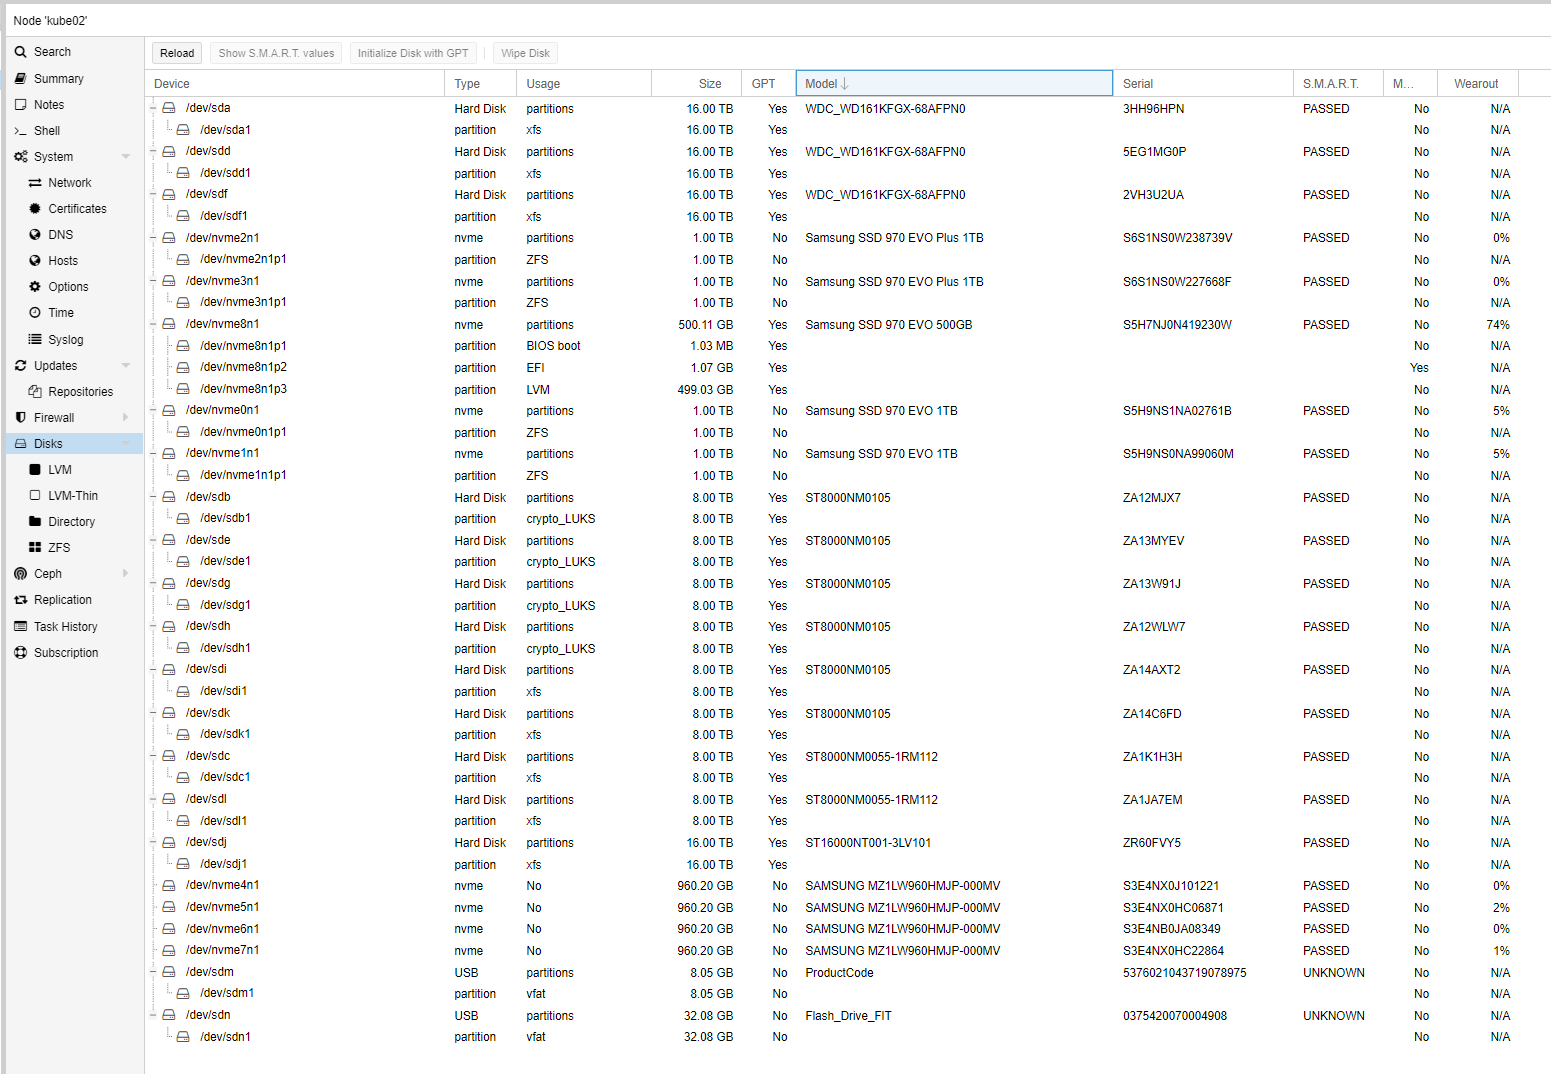 Node 'kube02'
Search
Summary
Notes
Shell
System
Network
Certificates
DNS
Hosts
Options
Time
Syslog
Updates
Repositories
Firewall
Disks
LVM
LVM-Thin
Directory
ZFS
Ceph
Replication
Task History
Subscription
Reload Show S.M.A.R.T. values Initialize Disk with GPT Wipe Disk
Device Type Usage Size GPT Model Serial S.M.A.R.T. M... Wearout
/dev/sda Hard Disk partitions 16.00 TB Yes WDC_WD161KFGX-68AFPN0 3HH96HPN PASSED No N/A
/dev/sda1 partition xfs 16.00 TB Yes No N/A
/dev/sdd Hard Disk partitions 16.00 TB Yes WDC_WD161KFGX-68AFPN0 5EG1MG0P PASSED No N/A
/dev/sdd1 partition xfs 16.00 TB Yes No N/A
/dev/sdf Hard Disk partitions 16.00 TB Yes WDC_WD161KFGX-68AFPN0 2VH3U2UA PASSED No N/A
/dev/sdf1 partition xfs 16.00 TB Yes No N/A
/dev/nvme2n1 nvme partitions 1.00 TB No Samsung SSD 970 EVO Plus 1TB S6S1NS0W238739V PASSED No 0%
/dev/nvme2n1p1 partition ZFS 1.00 TB No No N/A
/dev/nvme3n1 nvme partitions 1.00 TB No Samsung SSD 970 EVO Plus 1TB S6S1NS0W227668F PASSED No 0%
/dev/nvme3n1p1 partition ZFS 1.00 TB No No N/A
/dev/nvme8n1 nvme partitions 500.11 GB Yes Samsung SSD 970 EVO 500GB S5H7NJ0N419230W PASSED No 74%
/dev/nvme8n1p1 partition BIOS boot 1.03 MB Yes No N/A
/dev/nvme8n1p2 partition EFI 1.07 GB Yes Yes N/A
/dev/nvme8n1p3 partition LVM 499.03 GB Yes No N/A
/dev/nvme0n1 nvme partitions 1.00 TB No Samsung SSD 970 EVO 1TB S5H9NS1NA02761B PASSED No 5%
/dev/nvme0n1p1 partition ZFS 1.00 TB No No N/A
/dev/nvme1n1 nvme partitions 1.00 TB No Samsung SSD 970 EVO 1TB S5H9NS0NA99060M PASSED No 5%
/dev/nvme1n1p1 partition ZFS 1.00 TB No No N/A
/dev/sdb Hard Disk partitions 8.00 TB Yes ST8000NM0105 ZA12MJX7 PASSED No N/A
/dev/sdb1 partition crypto_LUKS 8.00 TB Yes No N/A
/dev/sde Hard Disk partitions 8.00 TB Yes ST8000NM0105 ZA13MYEV PASSED No N/A
/dev/sde1 partition crypto_LUKS 8.00 TB Yes No N/A
/dev/sdg Hard Disk partitions 8.00 TB Yes ST8000NM0105 ZA13W91J PASSED No N/A
/dev/sdg1 partition crypto_LUKS 8.00 TB Yes No N/A
/dev/sdh Hard Disk partitions 8.00 TB Yes ST8000NM0105 ZA12WLW7 PASSED No N/A
/dev/sdh1 partition crypto_LUKS 8.00 TB Yes No N/A
/dev/sdi Hard Disk partitions 8.00 TB Yes ST8000NM0105 ZA14AXT2 PASSED No N/A
/dev/sdi1 partition xfs 8.00 TB Yes No N/A
/dev/sdk Hard Disk partitions 8.00 TB Yes ST8000NM0105 ZA14C6FD PASSED No N/A
/dev/sdk1 partition xfs 8.00 TB Yes No N/A
/dev/sdc Hard Disk partitions 8.00 TB Yes ST8000NM0055-1RM112 ZA1K1H3H PASSED No N/A
/dev/sdc1 partition xfs 8.00 TB Yes No N/A
/dev/sdl Hard Disk partitions 8.00 TB Yes ST8000NM0055-1RM112 ZA1JA7EM PASSED No N/A
/dev/sdl1 partition xfs 8.00 TB Yes No N/A
/dev/sdj Hard Disk partitions 16.00 TB Yes ST16000NT001-3LV101 ZR60FVY5 PASSED No N/A
/dev/sdj1 partition xfs 16.00 TB Yes No N/A
/dev/nvme4n1 nvme No 960.20 GB No SAMSUNG MZ1LW960HMJP-000MV S3E4NX0J101221 PASSED No 0%
/dev/nvme5n1 nvme No 960.20 GB No SAMSUNG MZ1LW960HMJP-000MV S3E4NX0HC06871 PASSED No 2%
/dev/nvme6n1 nvme No 960.20 GB No SAMSUNG MZ1LW960HMJP-000MV S3E4NB0JA08349 PASSED No 0%
/dev/nvme7n1 nvme No 960.20 GB No SAMSUNG MZ1LW960HMJP-000MV S3E4NX0HC22864 PASSED No 1%
/dev/sdm USB partitions 8.05 GB No ProductCode 5376021043719078975 UNKNOWN No N/A
/dev/sdm1 partition vfat 8.05 GB No No N/A
/dev/sdn USB partitions 32.08 GB No Flash_Drive_FIT 0375420070004908 UNKNOWN No N/A
/dev/sdn1 partition vfat 32.08 GB No No N/A